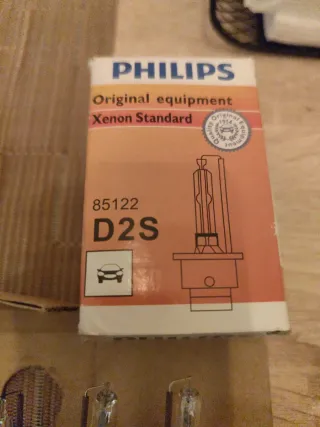 PHILIPS
Original equipment
Xenon Standard
85122
D2S